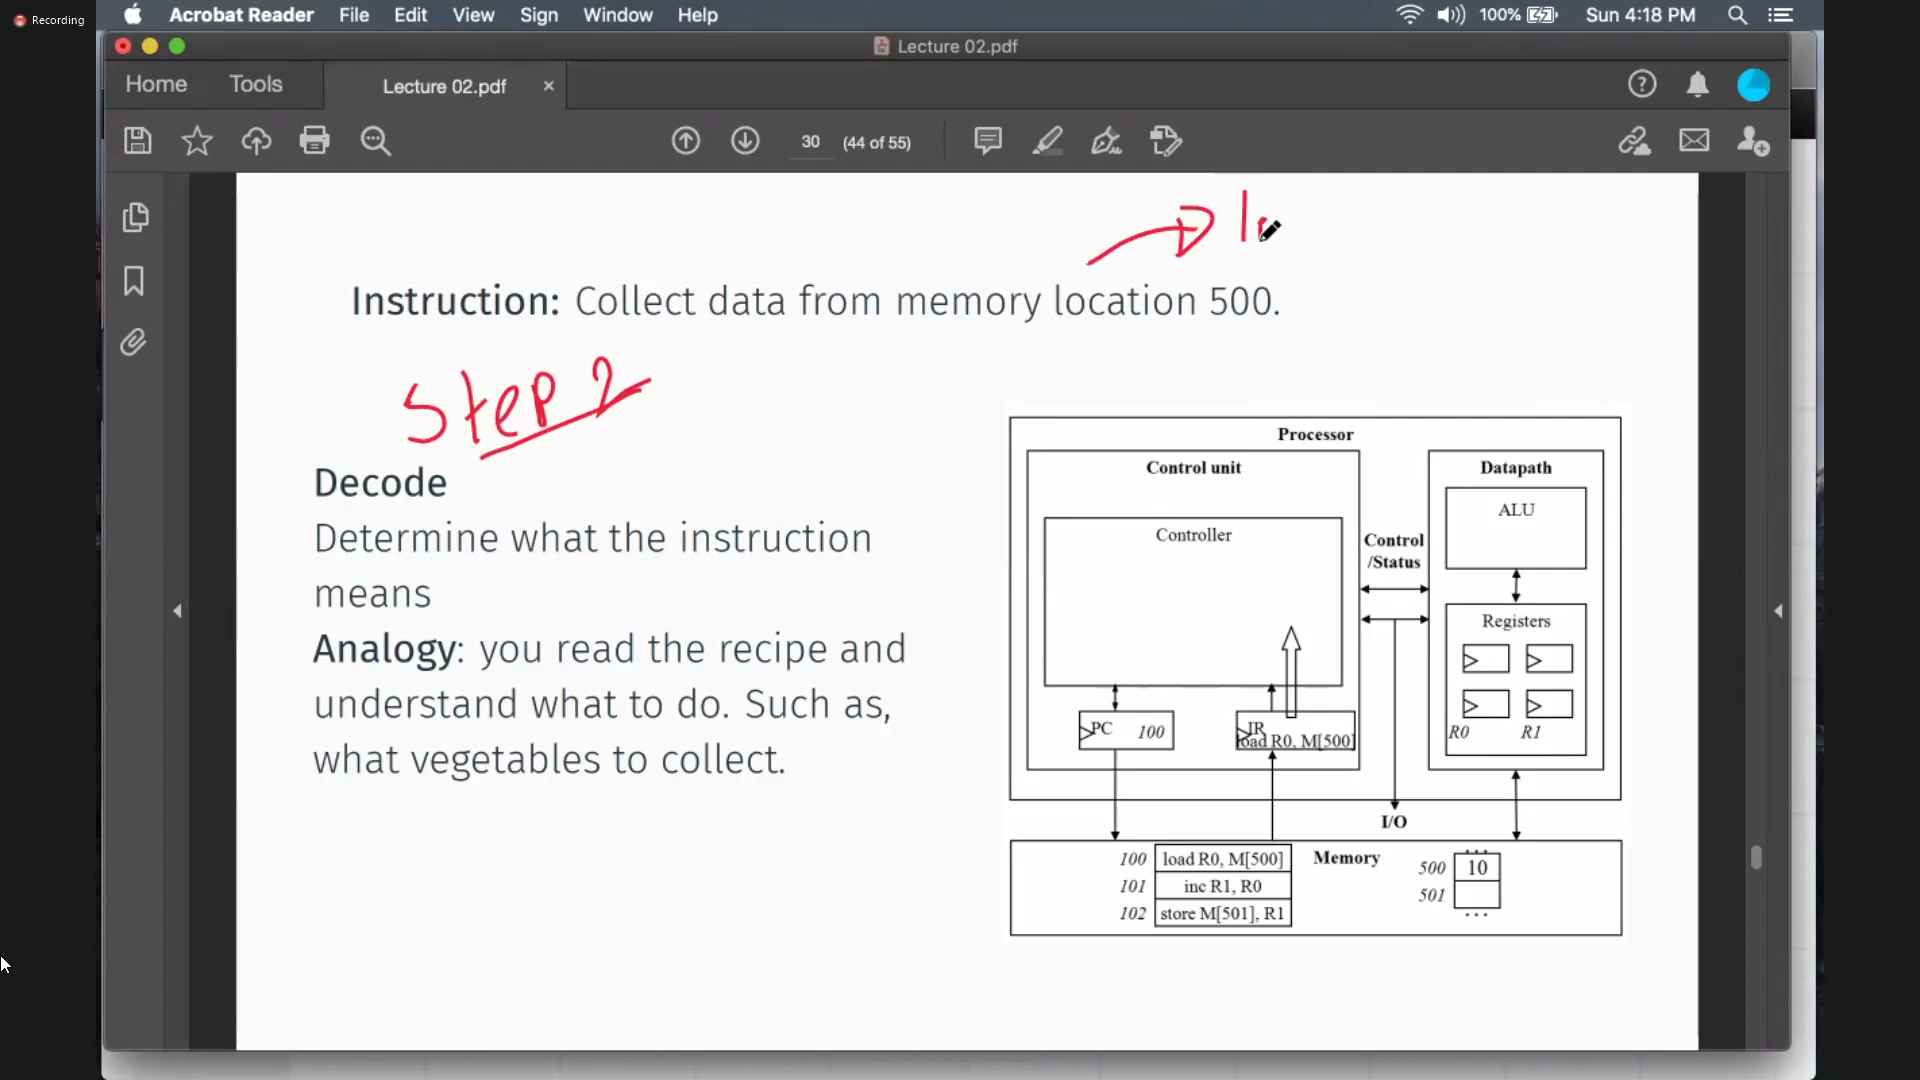 Recording
Acrobat Reader File Edit View Sign Window Help 100% Sun 4:18 PM
Lecture 02.pdf
Home Tools Lecture 02.pdf ×
30 (44 of 55)
Instruction: Collect data from memory location 500.
Step 2
Decode
Determine what the instruction
means
Analogy: you read the recipe and
understand what to do. Such as,
what vegetables to collect.
Processor
Control unit
Datapath
Controller
ALU
Control
/Status
Registers
R0 R1
PC 100
IR
load R0, M[500]
I/O
Memory
100 load R0, M[500]
101 inc R1, R0
102 store M[501], R1
...
500 10
501
...